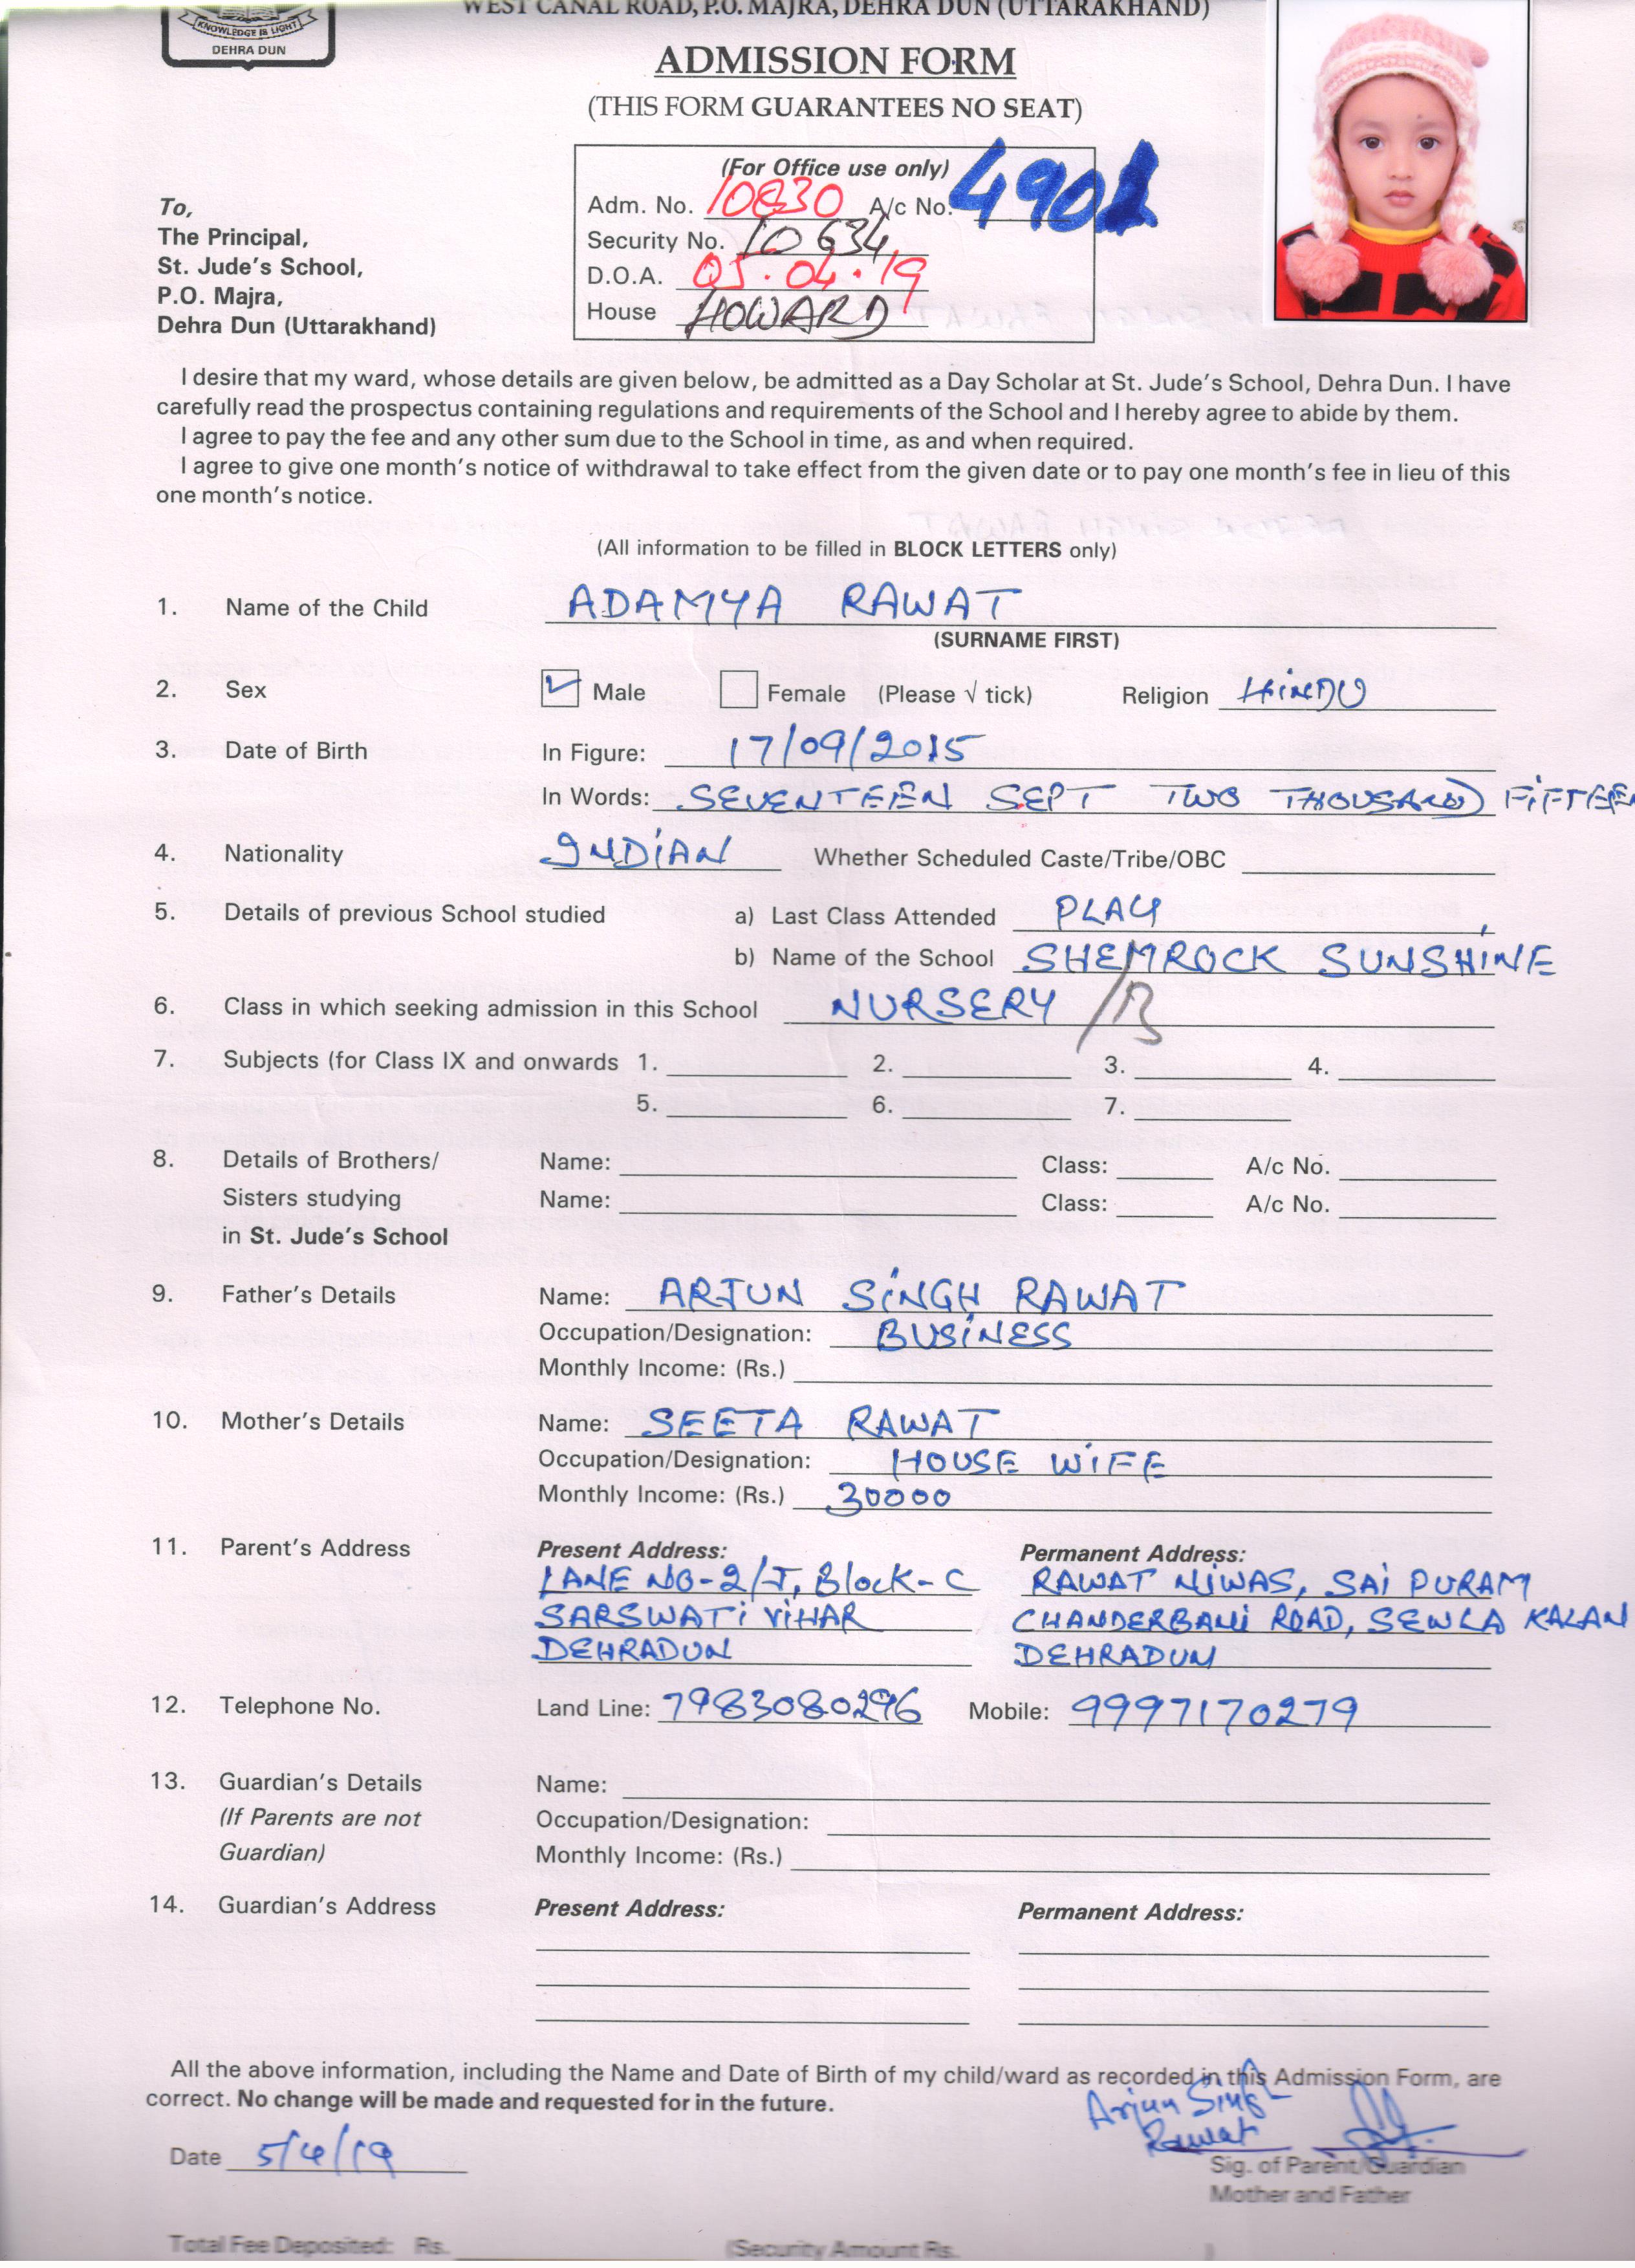 WEST CANAL ROAD, P.O. MAJRA, DEHRA DUN (UTTARAKHAND)
KNOWLEDGE IS LIGHT
DEHRA DUN
ADMISSION FORM
(THIS FORM GUARANTEES NO SEAT)
(For Office use only)
Adm. No. 10830 A/c No. 4901
Security No. 10634
D.O.A. 05.04.19
House HOWARD
To,
The Principal,
St. Jude's School,
P.O. Majra,
Dehra Dun (Uttarakhand)
I desire that my ward, whose details are given below, be admitted as a Day Scholar at St. Jude's School, Dehra Dun. I have
carefully read the prospectus containing regulations and requirements of the School and I hereby agree to abide by them.
I agree to pay the fee and any other sum due to the School in time, as and when required.
I agree to give one month's notice of withdrawal to take effect from the given date or to pay one month's fee in lieu of this
one month's notice.
(All information to be filled in BLOCK LETTERS only)
1. Name of the Child ADAMYA RAWAT
(SURNAME FIRST)
2. Sex Male Female (Please √ tick) Religion HINDU
3. Date of Birth In Figure: 17/09/2015
In Words: SEVENTEEN SEPT TWO THOUSAND FIFTEEN
4. Nationality INDIAN Whether Scheduled Caste/Tribe/OBC
5. Details of previous School studied a) Last Class Attended PLAY
b) Name of the School SHEMROCK SUNSHINE
6. Class in which seeking admission in this School NURSERY /B
7. Subjects (for Class IX and onwards 1. 2. 3. 4.
5. 6. 7.
8. Details of Brothers/ Name: Class: A/c No.
Sisters studying Name: Class: A/c No.
in St. Jude's School
9. Father's Details Name: ARJUN SINGH RAWAT
Occupation/Designation: BUSINESS
Monthly Income: (Rs.)
10. Mother's Details Name: SEETA RAWAT
Occupation/Designation: HOUSE WIFE
Monthly Income: (Rs.) 30000
11. Parent's Address Present Address: Permanent Address:
LANE NO-2/J, Block-C RAWAT NIWAS, SAI PURAM
SARSWATI VIHAR CHANDERBANI ROAD, SEWLA KALAN
DEHRADUN DEHRADUN
12. Telephone No. Land Line: 7983080296 Mobile: 9997170279
13. Guardian's Details Name:
(If Parents are not Occupation/Designation:
Guardian) Monthly Income: (Rs.)
14. Guardian's Address Present Address: Permanent Address:
All the above information, including the Name and Date of Birth of my child/ward as recorded in this Admission Form, are
correct. No change will be made and requested for in the future.
Arjun Singh
Rawat
Date 5/4/19
Sig. of Parent/Guardian
Mother and Father
Total Fee Deposited: Rs. (Security Amount Rs. )